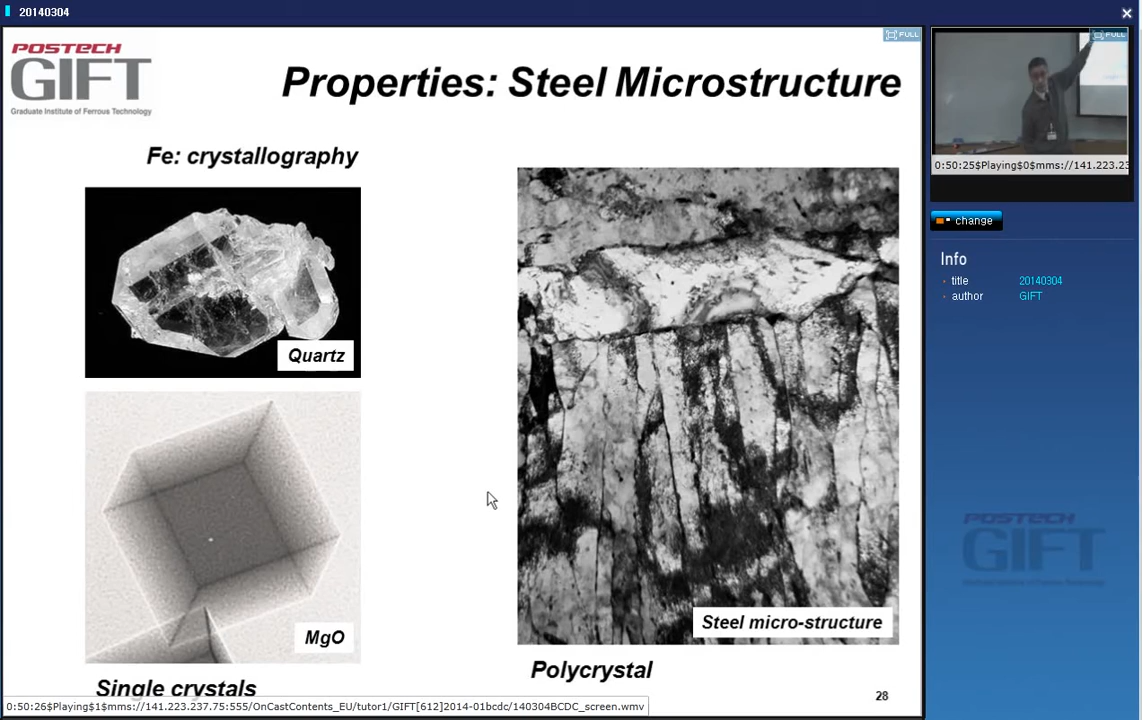 20140304
POSTECH
GIFT
Graduate Institute of Ferrous Technology
FULL
Properties: Steel Microstructure
Fe: crystallography
Quartz
MgO
Single crystals
Steel micro-structure
Polycrystal
28
0:50:26$Playing$1$mms://141.223.237.75:555/OnCastContents_EU/tutor1/GIFT[612]2014-01bcdc/140304BCDC_screen.wmv
FULL
0:50:25$Playing$0$mms://141.223.23
change
Info
title 20140304
author GIFT
POSTECH
GIFT